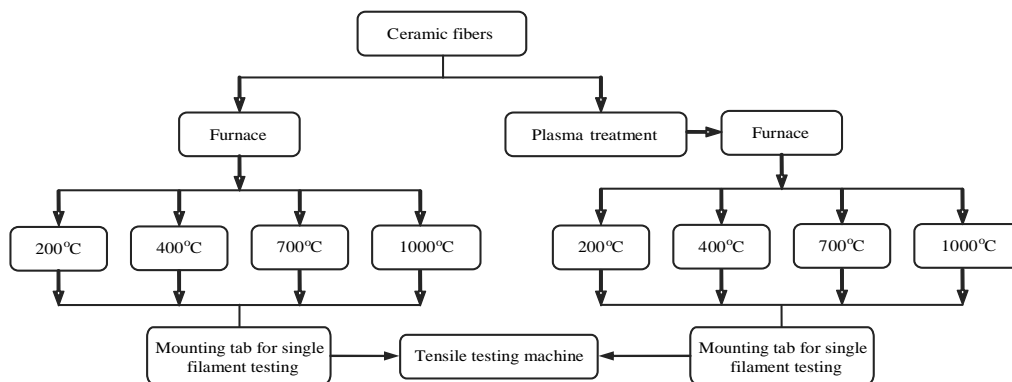 Ceramic fibers
Furnace
Plasma treatment
Furnace
200°C
400°C
700°C
1000°C
200°C
400°C
700°C
1000°C
Mounting tab for single
filament testing
Tensile testing machine
Mounting tab for single
filament testing